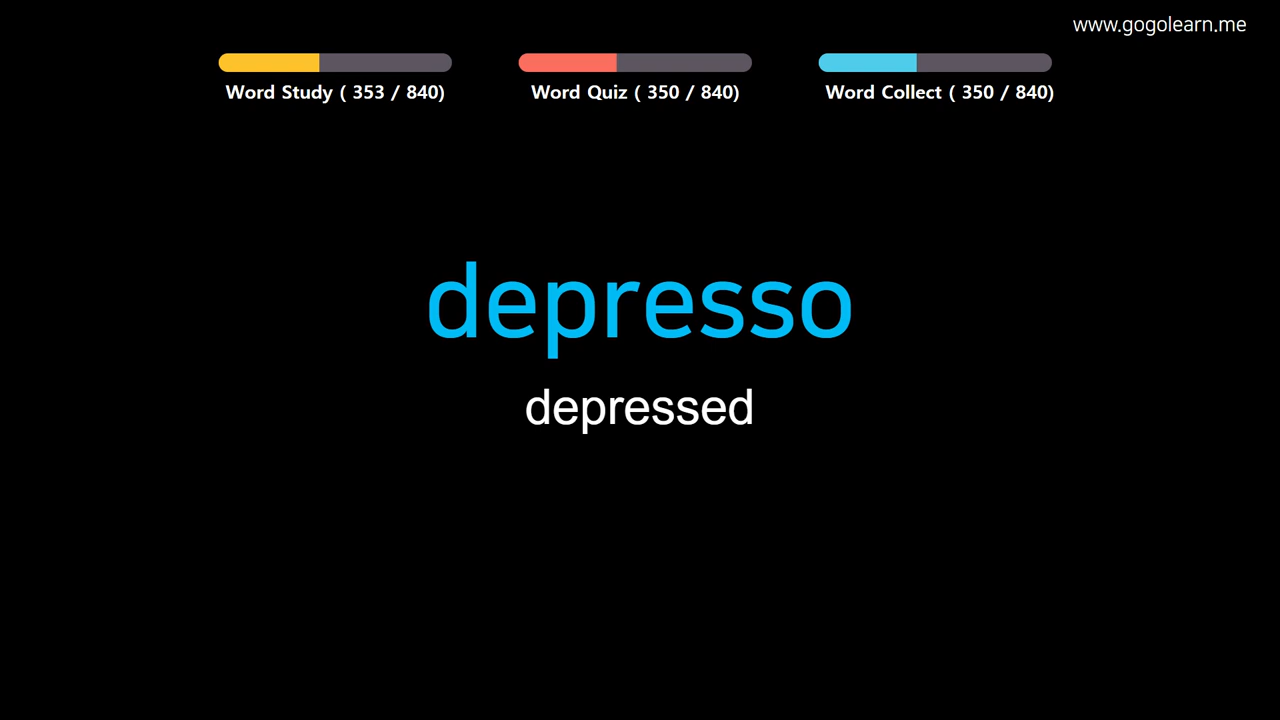 www.gogolearn.me
Word Study ( 353 / 840)
Word Quiz ( 350 / 840)
Word Collect ( 350 / 840)
depresso
depressed